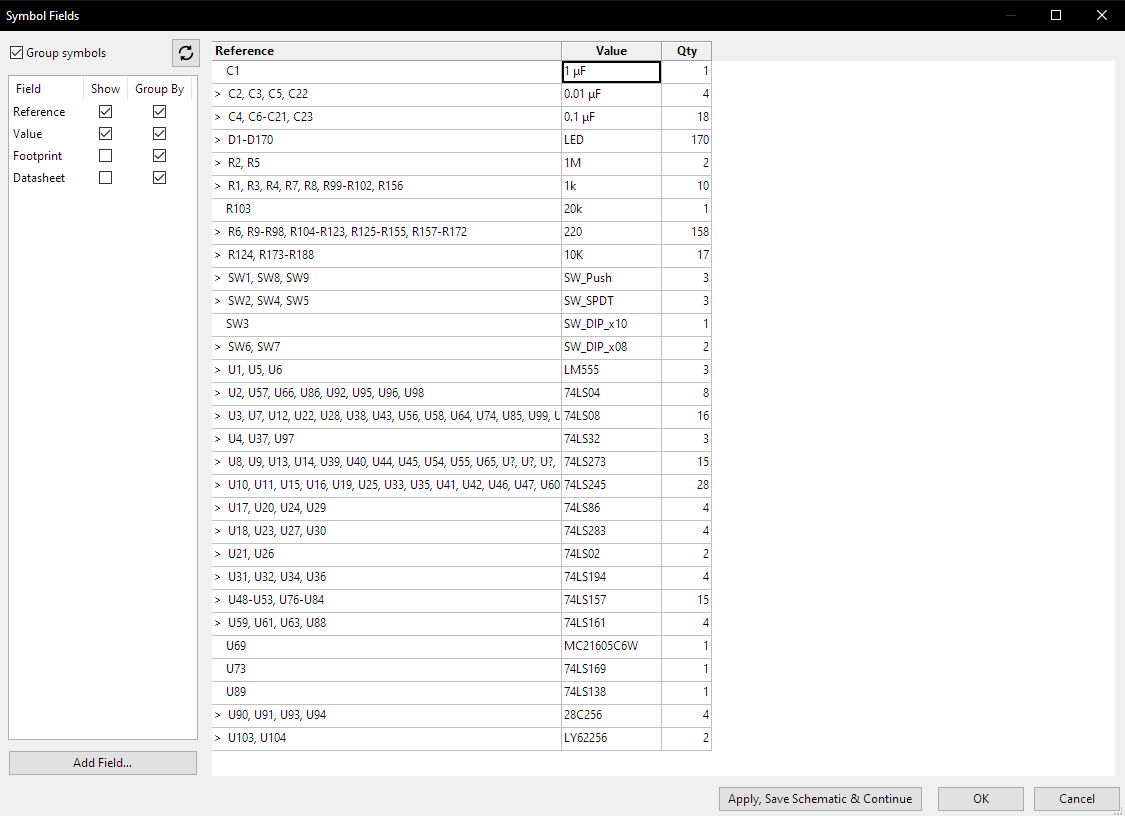 Symbol Fields
Group symbols
Field Show Group By
Reference
Value
Footprint
Datasheet
Add Field...
Reference Value Qty
C1 1 µF 1
> C2, C3, C5, C22 0.01 µF 4
> C4, C6-C21, C23 0.1 µF 18
> D1-D170 LED 170
> R2, R5 1M 2
> R1, R3, R4, R7, R8, R99-R102, R156 1k 10
R103 20k 1
> R6, R9-R98, R104-R123, R125-R155, R157-R172 220 158
> R124, R173-R188 10K 17
> SW1, SW8, SW9 SW_Push 3
> SW2, SW4, SW5 SW_SPDT 3
SW3 SW_DIP_x10 1
> SW6, SW7 SW_DIP_x08 2
> U1, U5, U6 LM555 3
> U2, U57, U66, U86, U92, U95, U96, U98 74LS04 8
> U3, U7, U12, U22, U28, U38, U43, U56, U58, U64, U74, U85, U99, U 74LS08 16
> U4, U37, U97 74LS32 3
> U8, U9, U13, U14, U39, U40, U44, U45, U54, U55, U65, U?, U?, U?, 74LS273 15
> U10, U11, U15, U16, U19, U25, U33, U35, U41, U42, U46, U47, U60 74LS245 28
> U17, U20, U24, U29 74LS86 4
> U18, U23, U27, U30 74LS283 4
> U21, U26 74LS02 2
> U31, U32, U34, U36 74LS194 4
> U48-U53, U76-U84 74LS157 15
> U59, U61, U63, U88 74LS161 4
U69 MC21605C6W 1
U73 74LS169 1
U89 74LS138 1
> U90, U91, U93, U94 28C256 4
> U103, U104 LY62256 2
Apply, Save Schematic & Continue OK Cancel